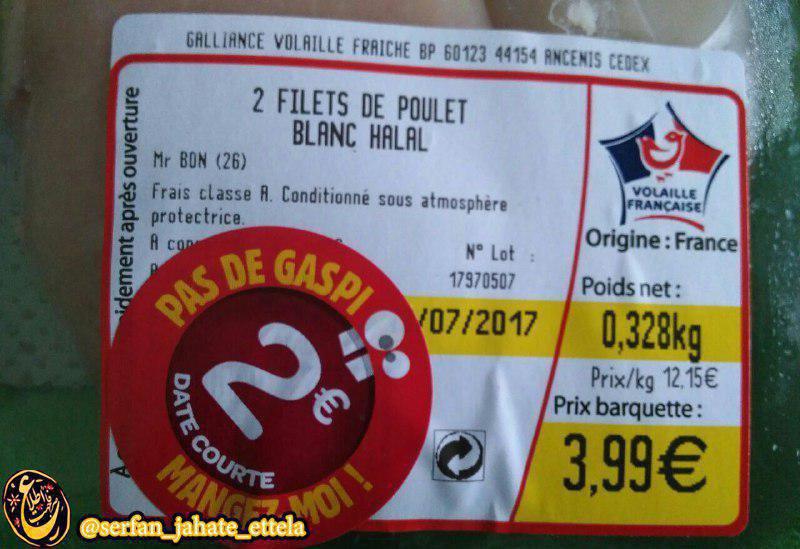 GALLIANCE VOLAILLE FRAICHE BP 60123 44154 ANCENIS CEDEX
2 FILETS DE POULET
BLANC HALAL
Mr BON (26)
Frais classe A. Conditionné sous atmosphère
protectrice.
N° Lot :
17970507
/07/2017
idement après ouverture
VOLAILLE
FRANÇAISE
Origine : France
Poids net :
0,328kg
Prix/kg 12,15€
Prix barquette :
3,99€
PAS DE GASPI
2€
DATE COURTE
MANGEZ-MOI !
@serfan_jahate_ettela